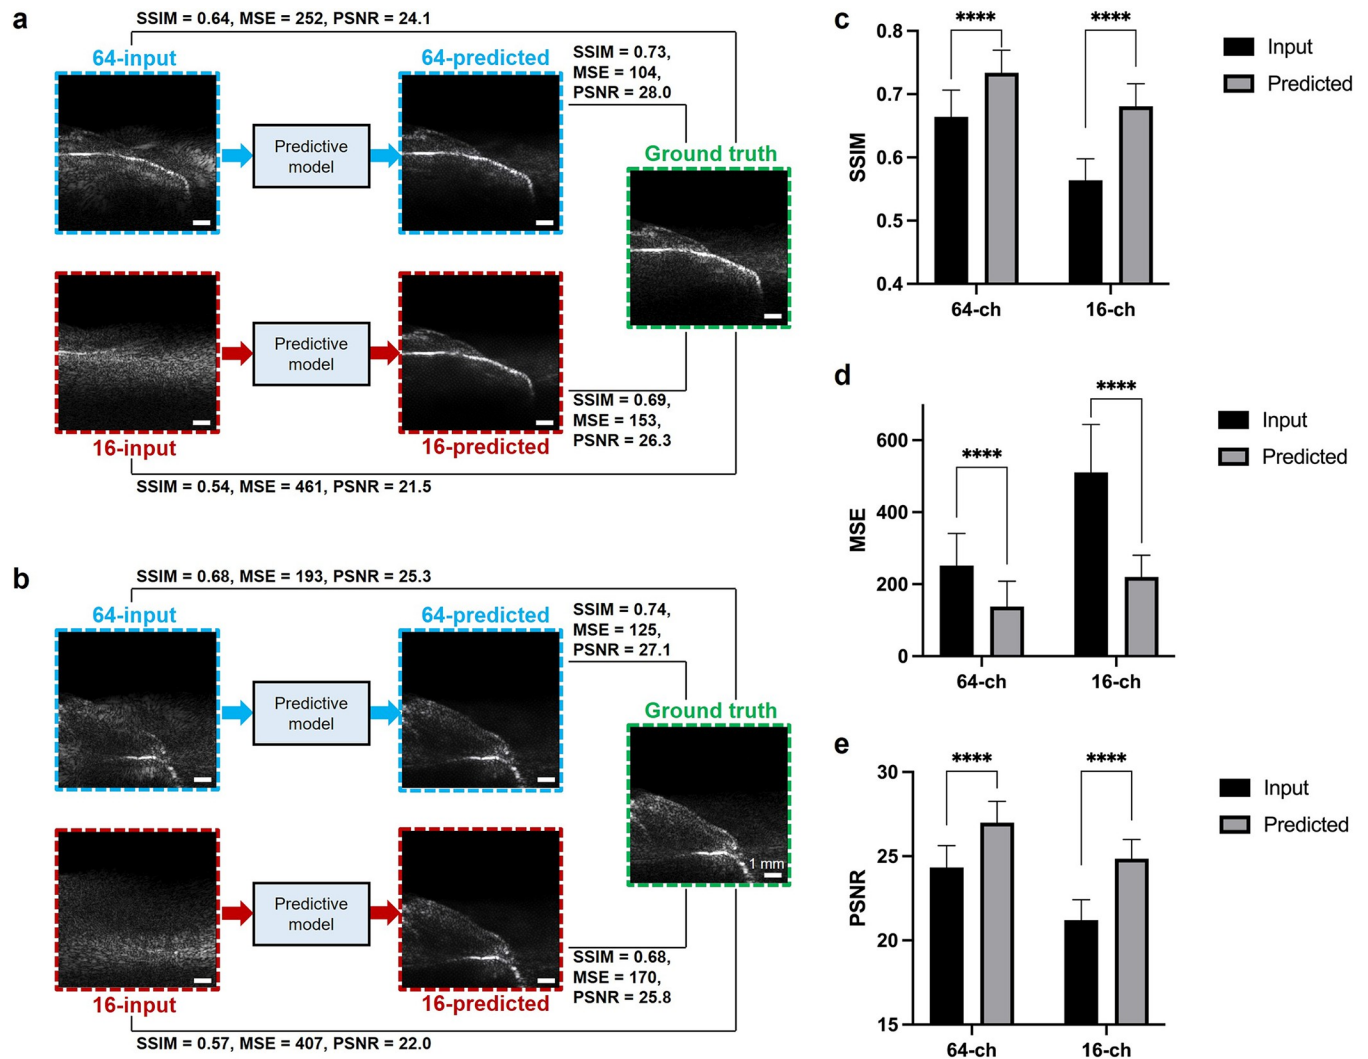 a
SSIM = 0.64, MSE = 252, PSNR = 24.1
64-input
64-predicted
SSIM = 0.73,
MSE = 104,
PSNR = 28.0
Predictive
model
Ground truth
Predictive
model
16-input
16-predicted
SSIM = 0.69,
MSE = 153,
PSNR = 26.3
SSIM = 0.54, MSE = 461, PSNR = 21.5
b
SSIM = 0.68, MSE = 193, PSNR = 25.3
64-input
64-predicted
SSIM = 0.74,
MSE = 125,
PSNR = 27.1
Predictive
model
Ground truth
1 mm
Predictive
model
16-input
16-predicted
SSIM = 0.68,
MSE = 170,
PSNR = 25.8
SSIM = 0.57, MSE = 407, PSNR = 22.0
c
SSIM
0.8
0.7
0.6
0.5
0.4
**** ****
64-ch 16-ch
Input
Predicted
d
MSE
600
400
200
0
**** ****
64-ch 16-ch
Input
Predicted
e
PSNR
30
25
20
15
**** ****
64-ch 16-ch
Input
Predicted